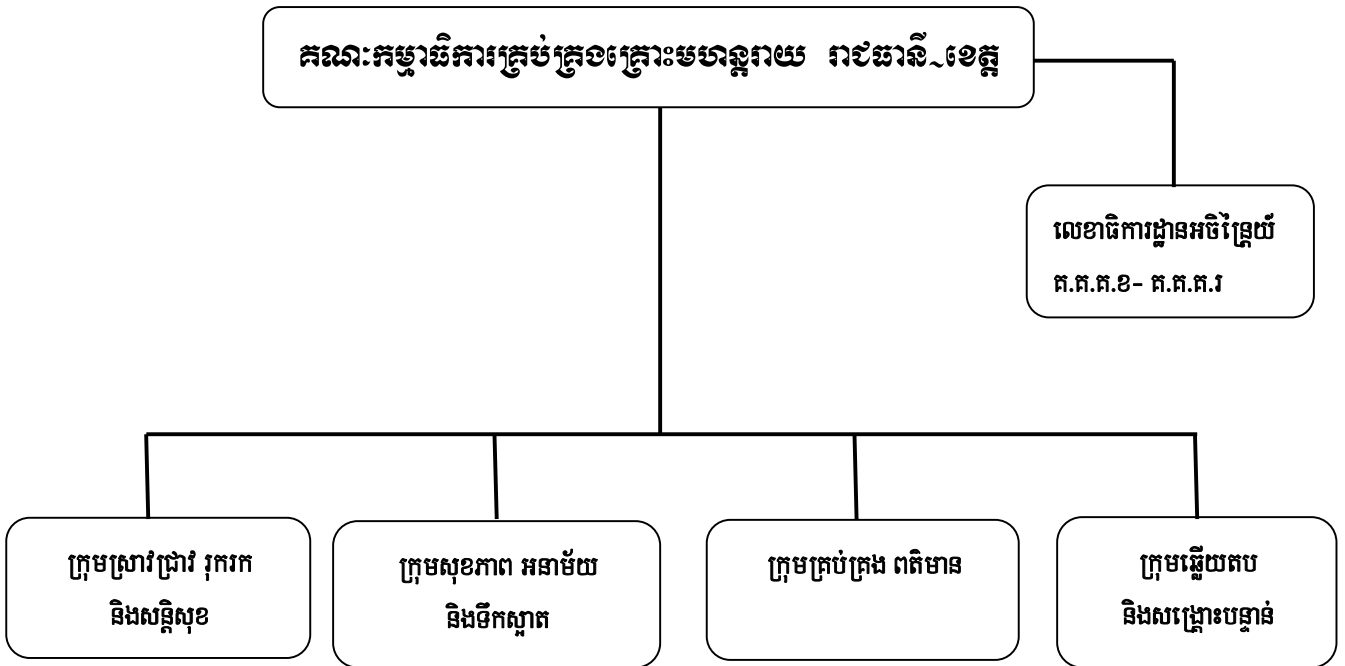 គណៈកម្មាធិការគ្រប់គ្រងគ្រោះមហន្តរាយ រាជធានី~ខេត្ត
លេខាធិការដ្ឋានអចិន្ត្រៃយ៍
គ.គ.គ.ខ- គ.គ.គ.រ
ក្រុមស្រាវជ្រាវ រុករក
និងសន្តិសុខ
ក្រុមសុខភាព អនាម័យ
និងទឹកស្អាត
ក្រុមគ្រប់គ្រង ពត៌មាន
ក្រុមឆ្លើយតប
និងសង្គ្រោះបន្ទាន់